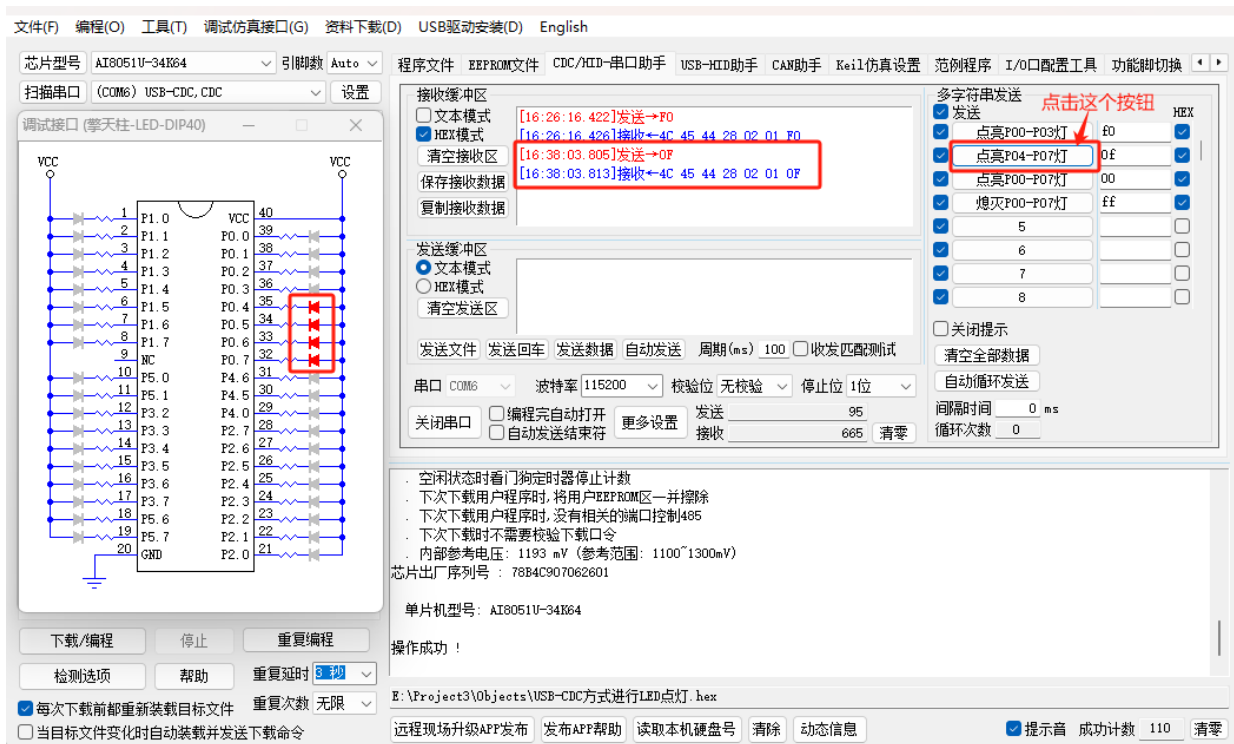 文件(F) 编程(O) 工具(T) 调试仿真接口(G) 资料下载(D) USB驱动安装(D) English
芯片型号 AI8051U-34K64 引脚数 Auto
扫描串口 (COM6) USB-CDC,CDC 设置
调试接口 (擎天柱-LED-DIP40)
VCC VCC
1 P1.0 VCC 40
2 P1.1 P0.0 39
3 P1.2 P0.1 38
4 P1.3 P0.2 37
5 P1.4 P0.3 36
6 P1.5 P0.4 35
7 P1.6 P0.5 34
8 P1.7 P0.6 33
9 NC P0.7 32
10 P5.0 P4.6 31
11 P5.1 P4.5 30
12 P3.2 P4.0 29
13 P3.3 P2.7 28
14 P3.4 P2.6 27
15 P3.5 P2.5 26
16 P3.6 P2.4 25
17 P3.7 P2.3 24
18 P5.6 P2.2 23
19 P5.7 P2.1 22
20 GND P2.0 21
下载/编程 停止 重复编程
检测选项 帮助 重复延时 3 秒
每次下载前都重新装载目标文件 重复次数 无限
当目标文件变化时自动装载并发送下载命令
程序文件 EEPROM文件 CDC/HID-串口助手 USB-HID助手 CAN助手 Keil仿真设置 范例程序 I/O口配置工具 功能脚切换
接收缓冲区
文本模式
HEX模式
清空接收区
保存接收数据
复制接收数据
[16:26:16.422]发送→F0
[16:26:16.426]接收←4C 45 44 28 02 01 F0
[16:38:03.805]发送→0F
[16:38:03.813]接收←4C 45 44 28 02 01 0F
发送缓冲区
文本模式
HEX模式
清空发送区
发送文件 发送回车 发送数据 自动发送 周期(ms) 100 收发匹配测试
串口 COM6 波特率 115200 校验位 无校验 停止位 1位
关闭串口 编程完自动打开 更多设置 发送 95
自动发送结束符 接收 665 清零
多字符串发送
点击这个按钮
发送 HEX
点亮P00-P03灯 f0
点亮P04-P07灯 0f
点亮P00-P07灯 00
熄灭P00-P07灯 ff
5
6
7
8
关闭提示
清空全部数据
自动循环发送
间隔时间 0 ms
循环次数 0
. 空闲状态时看门狗定时器停止计数
. 下次下载用户程序时,将用户EEPROM区一并擦除
. 下次下载用户程序时,没有相关的端口控制485
. 下次下载时不需要校验下载口令
. 内部参考电压: 1193 mV (参考范围: 1100~1300mV)
芯片出厂序列号 : 78B4C907062601
单片机型号: AI8051U-34K64
操作成功 !
E:\Project3\Objects\USB-CDC方式进行LED点灯.hex
远程现场升级APP发布 发布APP帮助 读取本机硬盘号 清除 动态信息 提示音 成功计数 110 清零